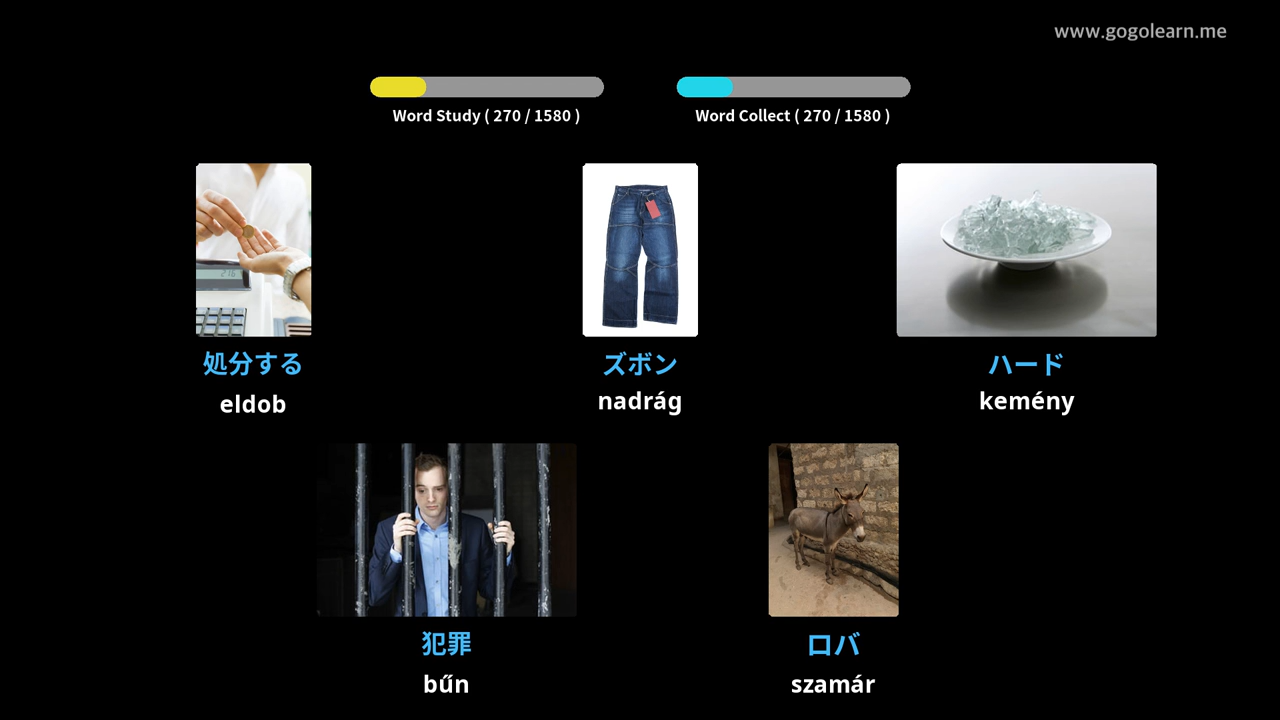 www.gogolearn.me
Word Study ( 270 / 1580 )
Word Collect ( 270 / 1580 )
処分する
ズボン
ハード
eldob
nadrág
kemény
犯罪
ロバ
bűn
szamár